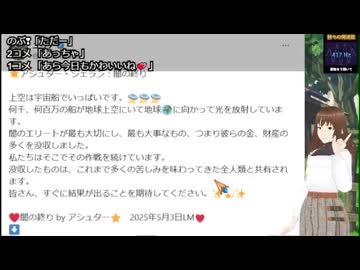 のぷt「ただー」
2コメ「あっちゃ」
1コメ「あら今日もかわいいね❤️」
417 Hz
⭐アシュター・シェラン：闇の終り
上空は宇宙船でいっぱいです。🛸🛸🛸
何千、何百万の船が地球上空にいて地球🌏に向かって光を放射しています。
闇のエリートが最も大切にし、最も大事なもの、つまり彼らの金、財産の多くを没収しました。
私たちはそこでその作戦を続けています。
没収したものは、これまで多くの苦しみを味わってきた全人類と共有されます。
皆さん、すぐに結果が出ることを期待してください。💫✨💫
❤️闇の終り by アシュター⭐　2025年5月3日LM❤️